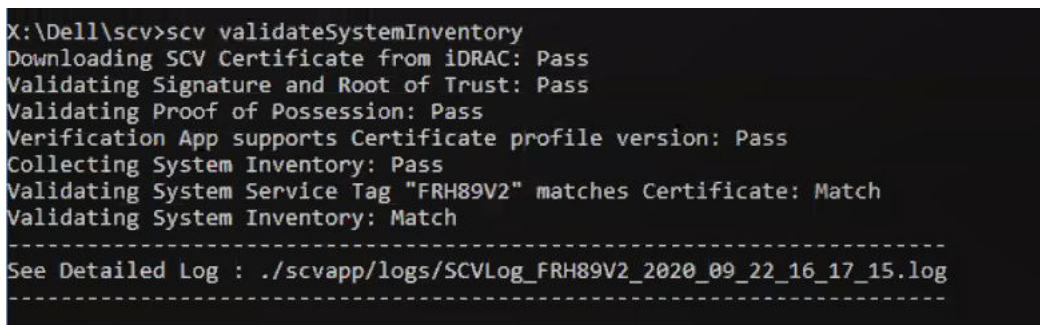 X:\Dell\scv>scv validateSystemInventory
Downloading SCV Certificate from iDRAC: Pass
Validating Signature and Root of Trust: Pass
Validating Proof of Possession: Pass
Verification App supports Certificate profile version: Pass
Collecting System Inventory: Pass
Validating System Service Tag "FRH89V2" matches Certificate: Match
Validating System Inventory: Match
-----------------------------------------------------------------------
See Detailed Log : ./scvapp/logs/SCVLog_FRH89V2_2020_09_22_16_17_15.log
-----------------------------------------------------------------------